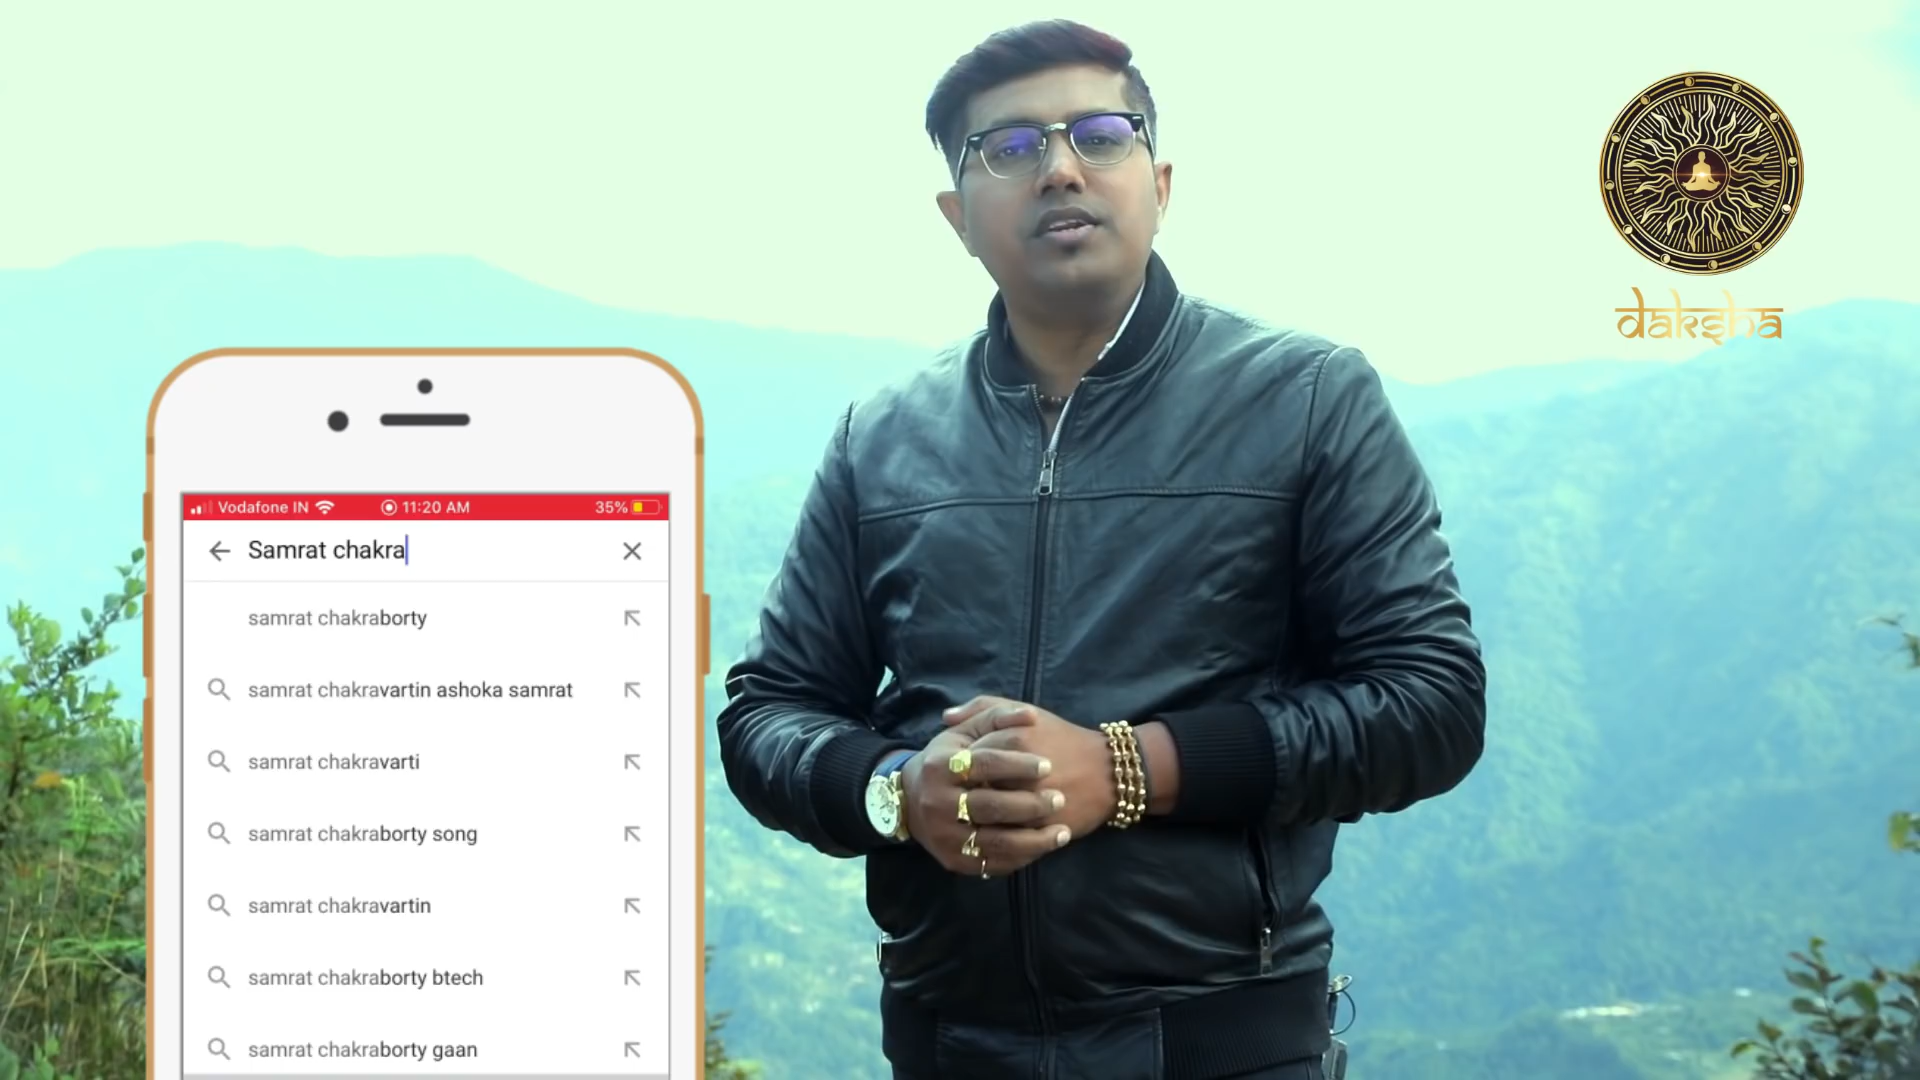 daksha
Vodafone IN 11:20 AM 35%
Samrat chakra
samrat chakraborty
samrat chakravartin ashoka samrat
samrat chakravarti
samrat chakraborty song
samrat chakravartin
samrat chakraborty btech
samrat chakraborty gaan